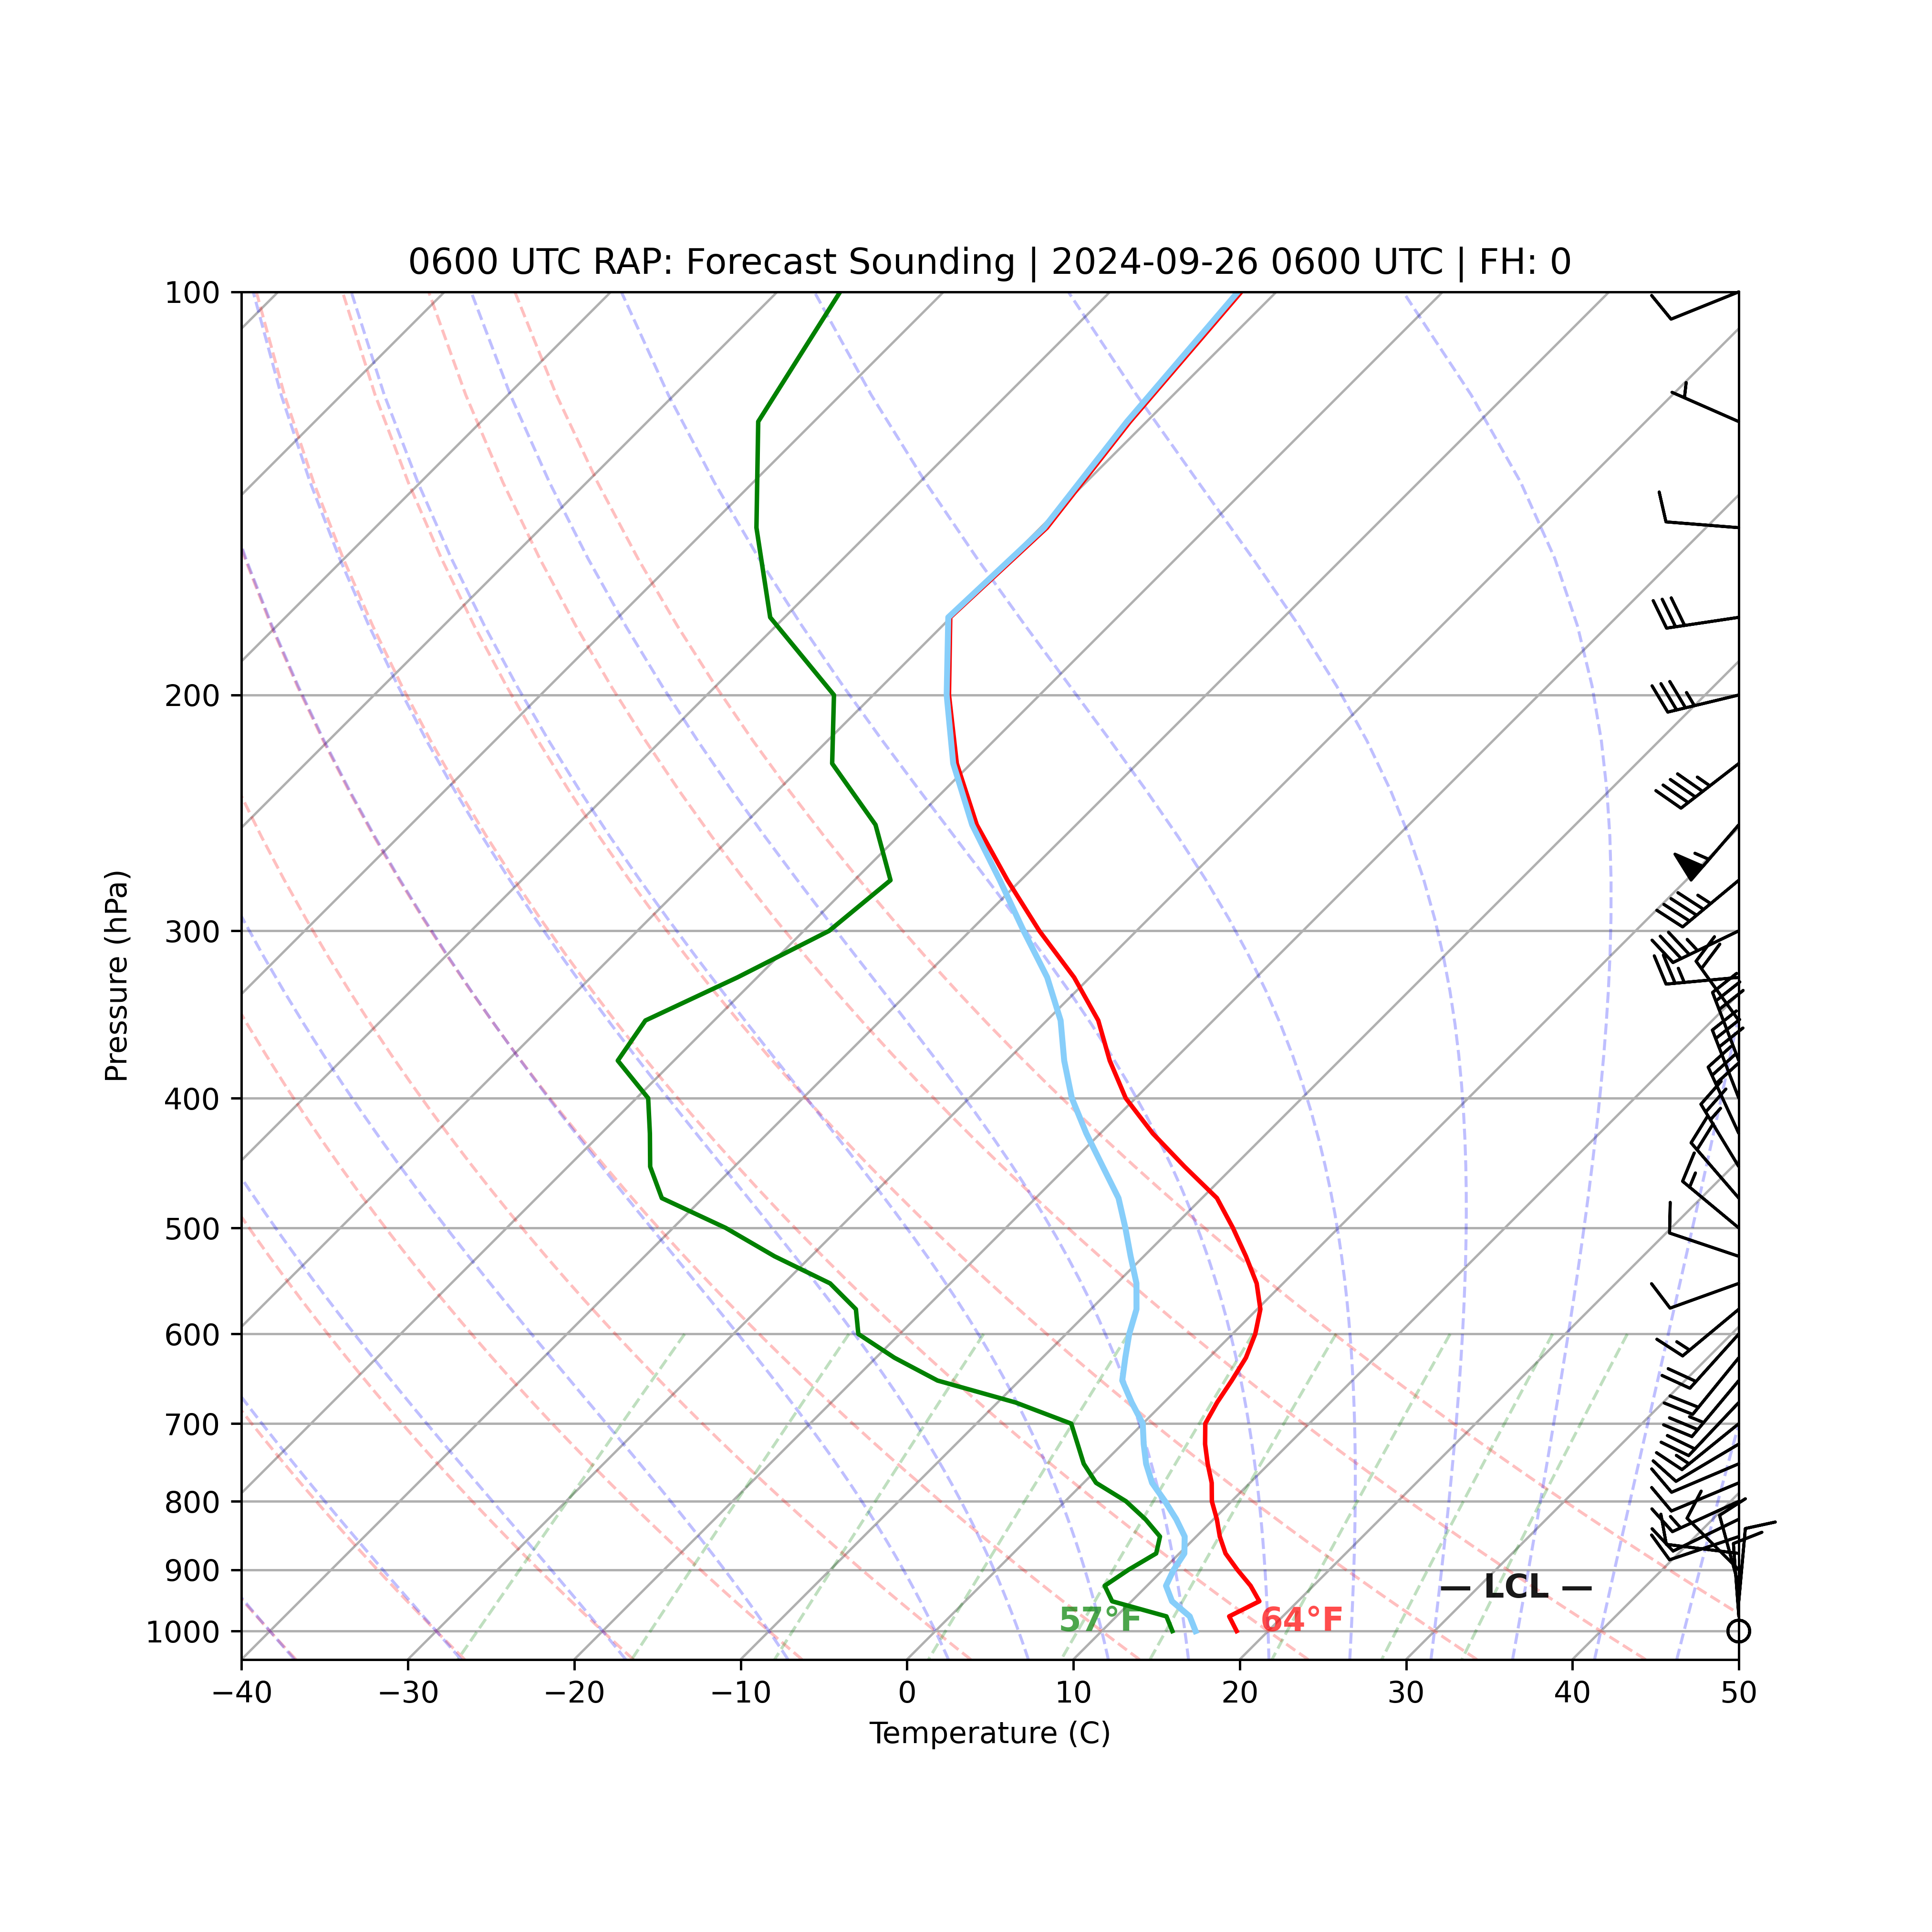 0600 UTC RAP: Forecast Sounding | 2024-09-26 0600 UTC | FH: 0
100
200
300
400
500
600
700
800
900
1000
Pressure (hPa)
— LCL —
57°F
64°F
−40 −30 −20 −10 0 10 20 30 40 50
Temperature (C)